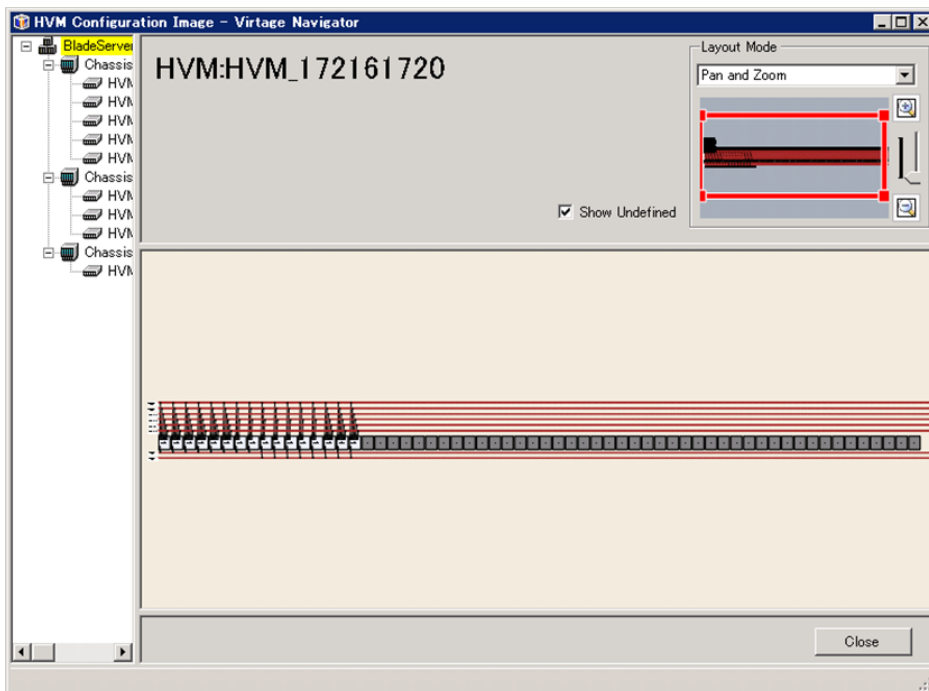 HVM Configuration Image - Virtage Navigator
BladeServer
Chassis
HVM
HVM
HVM
HVM
HVM
Chassis
HVM
HVM
HVM
Chassis
HVM
HVM:HVM_172161720
Layout Mode
Pan and Zoom
Show Undefined
Close